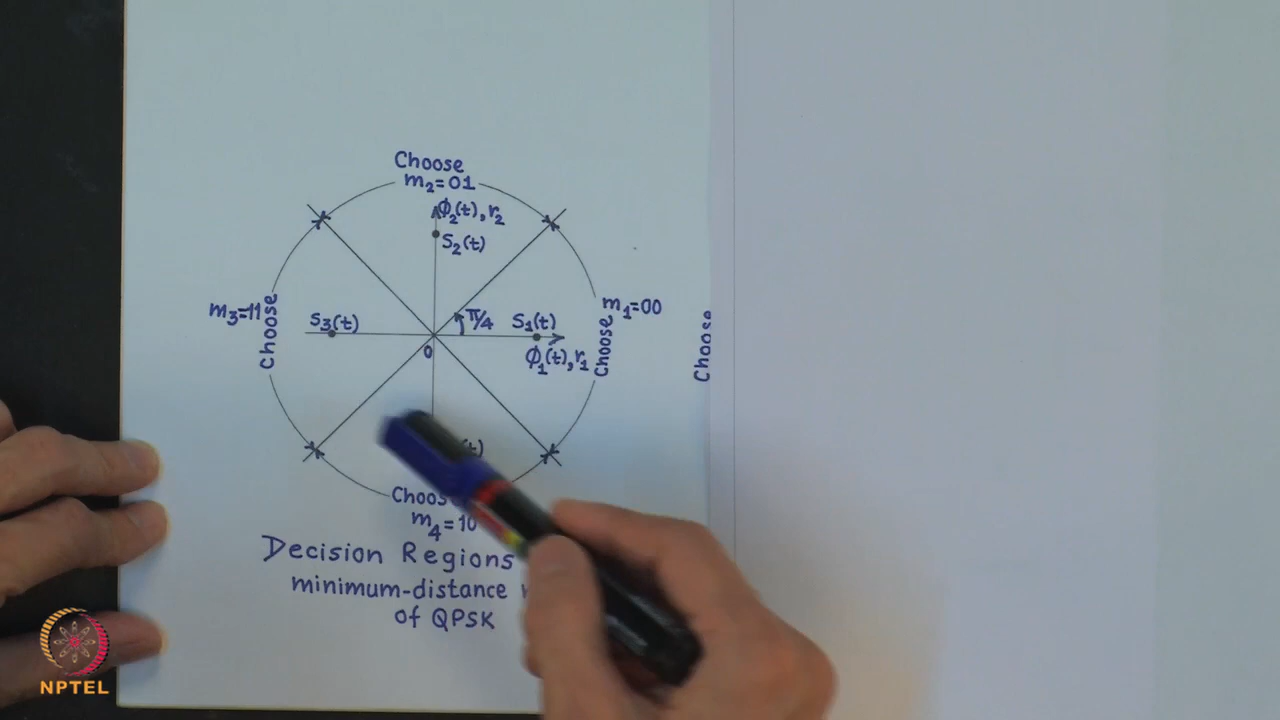 Choose
m₂=01
ϕ₂(t), r₂
S₂(t)
m₃=11
Choose
S₃(t)
π/4
S₁(t)
m₁=00
Choose
0
ϕ₁(t), r₁
Choose
m₄=10
Decision Regions
minimum-distance
of QPSK
NPTEL